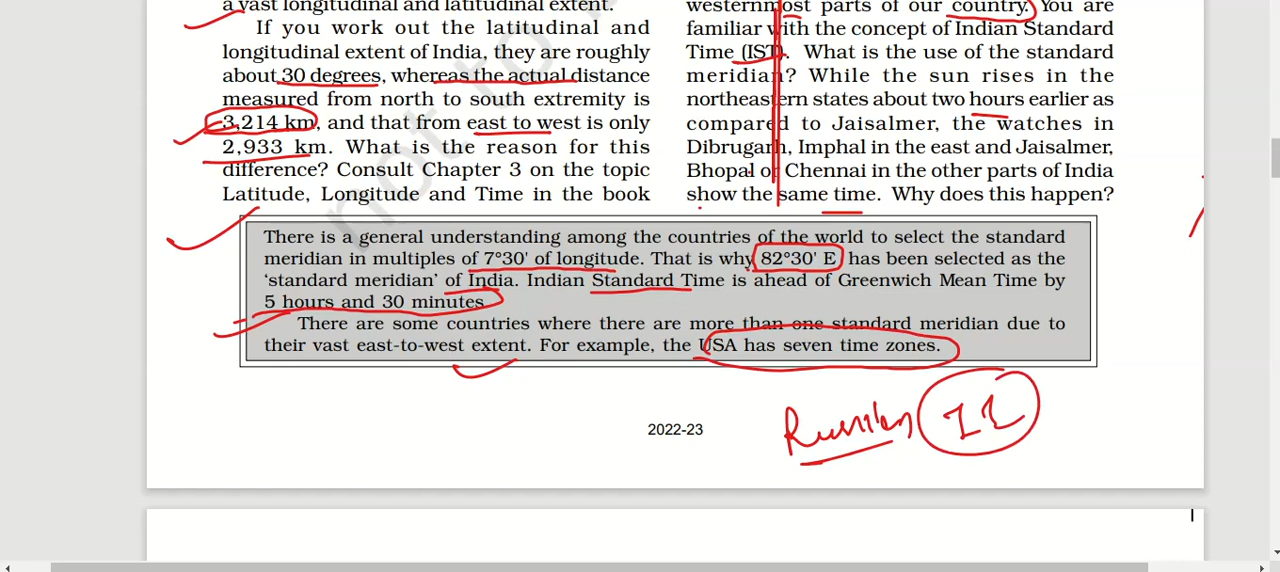 a vast longitudinal and latitudinal extent.
If you work out the latitudinal and
longitudinal extent of India, they are roughly
about 30 degrees, whereas the actual distance
measured from north to south extremity is
3,214 km, and that from east to west is only
2,933 km. What is the reason for this
difference? Consult Chapter 3 on the topic
Latitude, Longitude and Time in the book
westernmost parts of our country. You are
familiar with the concept of Indian Standard
Time (IST). What is the use of the standard
meridian? While the sun rises in the
northeastern states about two hours earlier as
compared to Jaisalmer, the watches in
Dibrugarh, Imphal in the east and Jaisalmer,
Bhopal or Chennai in the other parts of India
show the same time. Why does this happen?
There is a general understanding among the countries of the world to select the standard
meridian in multiples of 7°30' of longitude. That is why 82°30' E has been selected as the
‘standard meridian’ of India. Indian Standard Time is ahead of Greenwich Mean Time by
5 hours and 30 minutes.
There are some countries where there are more than one standard meridian due to
their vast east-to-west extent. For example, the USA has seven time zones.
11
2022-23
not to